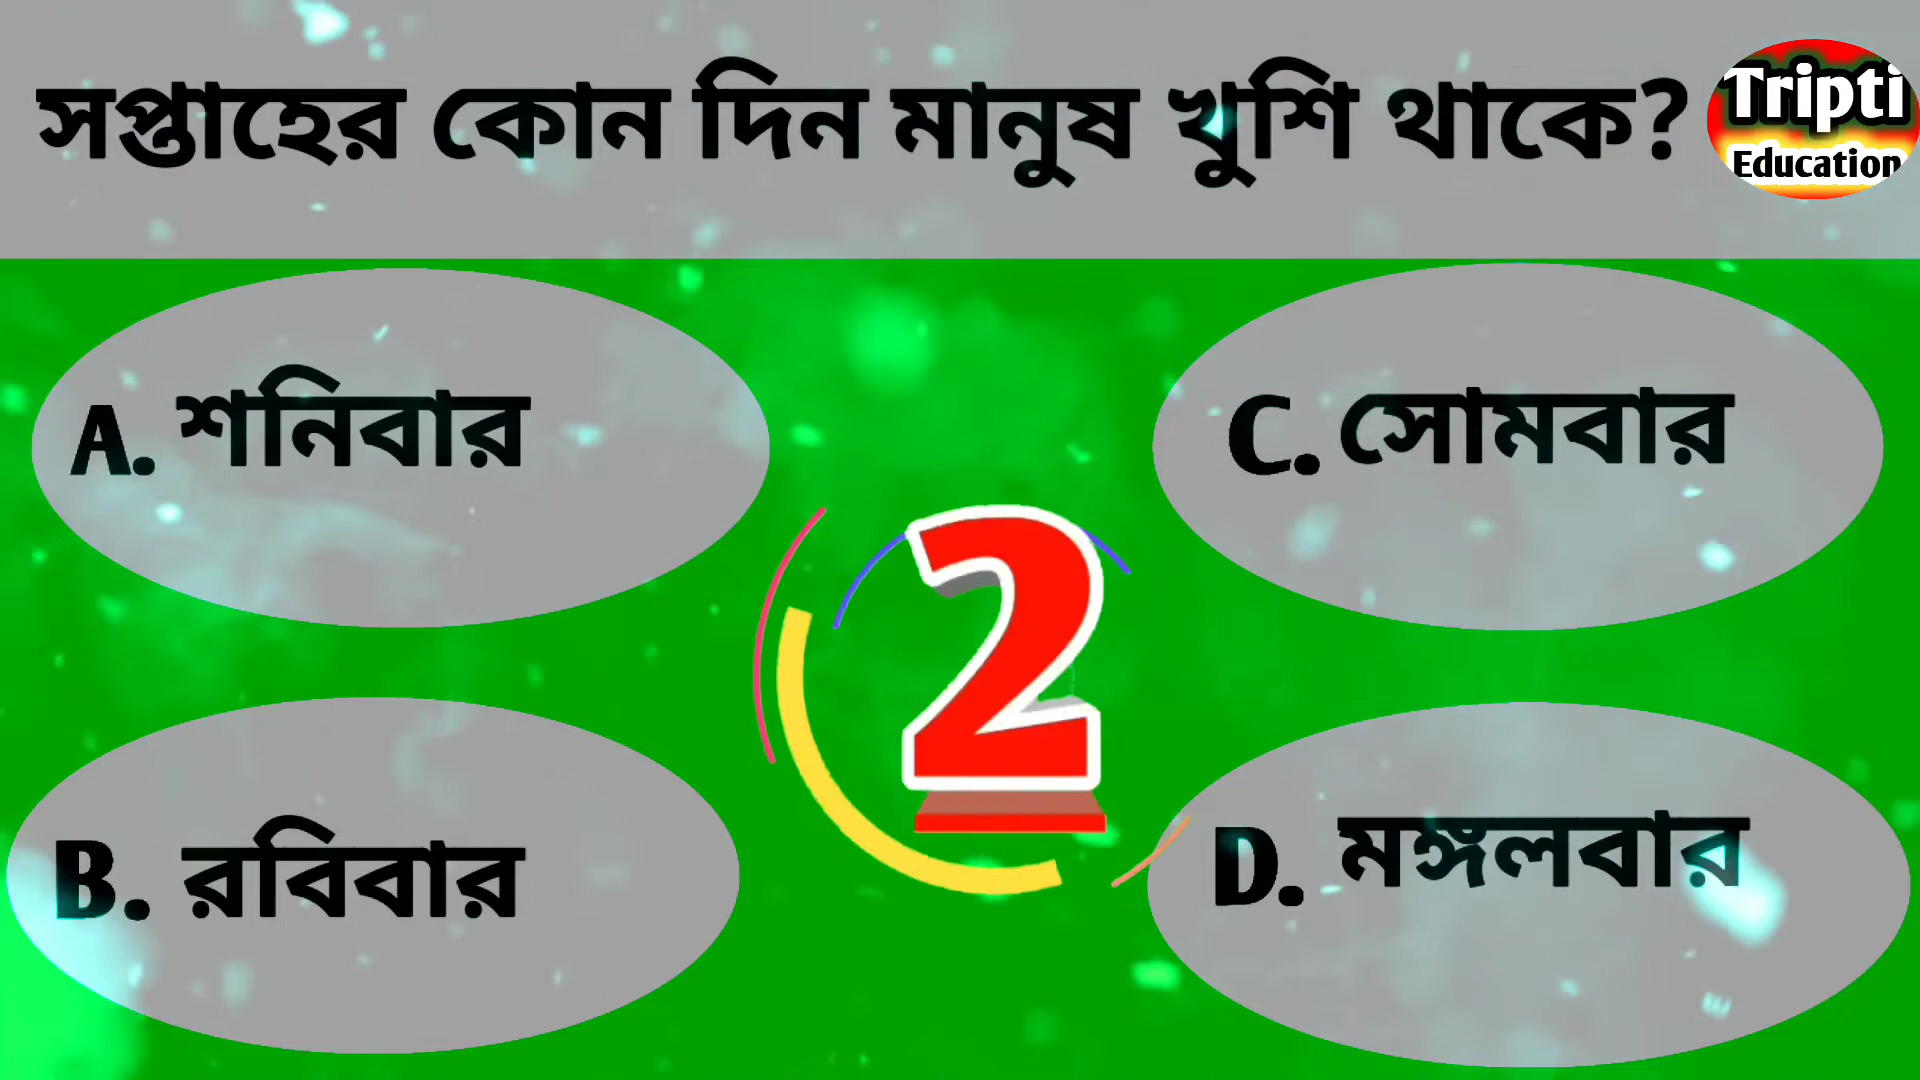 সপ্তাহের কোন দিন মানুষ খুশি থাকে?
Tripti
Education
A. শনিবার
C. সোমবার
2
B. রবিবার
D. মঙ্গলবার